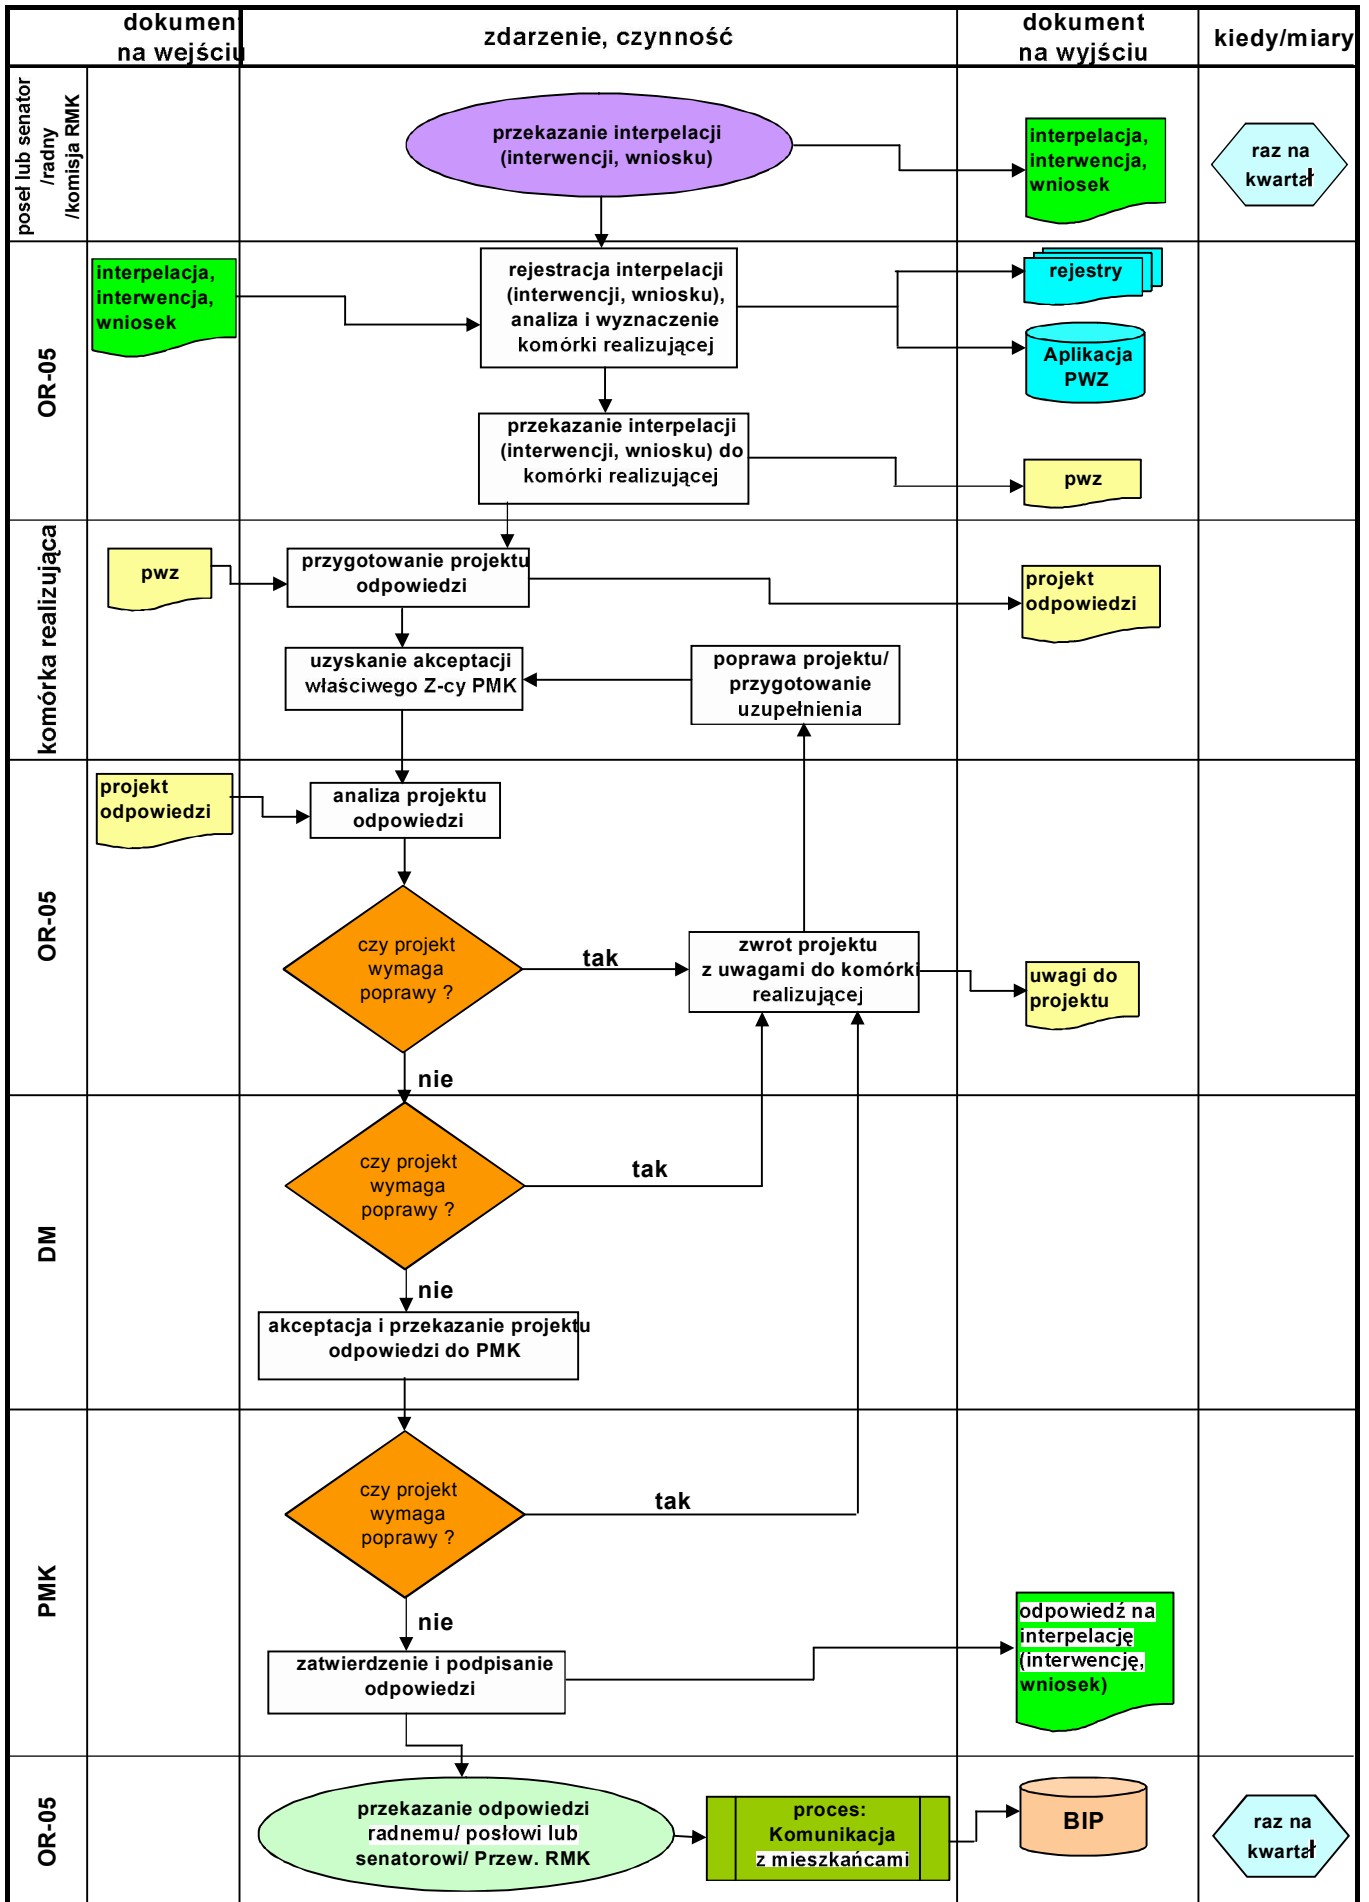 dokument
na wejściu
zdarzenie, czynność
dokument
na wyjściu
kiedy/miary
poseł lub senator
/radny
/komisja RMK
przekazanie interpelacji
(interwencji, wniosku)
interpelacja,
interwencja,
wniosek
raz na
kwartał
OR-05
interpelacja,
interwencja,
wniosek
rejestracja interpelacji
(interwencji, wniosku),
analiza i wyznaczenie
komórki realizującej
rejestry
Aplikacja
PWZ
przekazanie interpelacji
(interwencji, wniosku) do
komórki realizującej
pwz
komórka realizująca
pwz
przygotowanie projektu
odpowiedzi
projekt
odpowiedzi
uzyskanie akceptacji
właściwego Z-cy PMK
poprawa projektu/
przygotowanie
uzupełnienia
OR-05
projekt
odpowiedzi
analiza projektu
odpowiedzi
czy projekt
wymaga
poprawy ?
tak
zwrot projektu
z uwagami do komórki
realizującej
uwagi do
projektu
nie
DM
czy projekt
wymaga
poprawy ?
tak
nie
akceptacja i przekazanie projektu
odpowiedzi do PMK
PMK
czy projekt
wymaga
poprawy ?
tak
nie
zatwierdzenie i podpisanie
odpowiedzi
odpowiedź na
interpelację
(interwencję,
wniosek)
OR-05
przekazanie odpowiedzi
radnemu/ posłowi lub
senatorowi/ Przew. RMK
proces:
Komunikacja
z mieszkańcami
BIP
raz na
kwartał